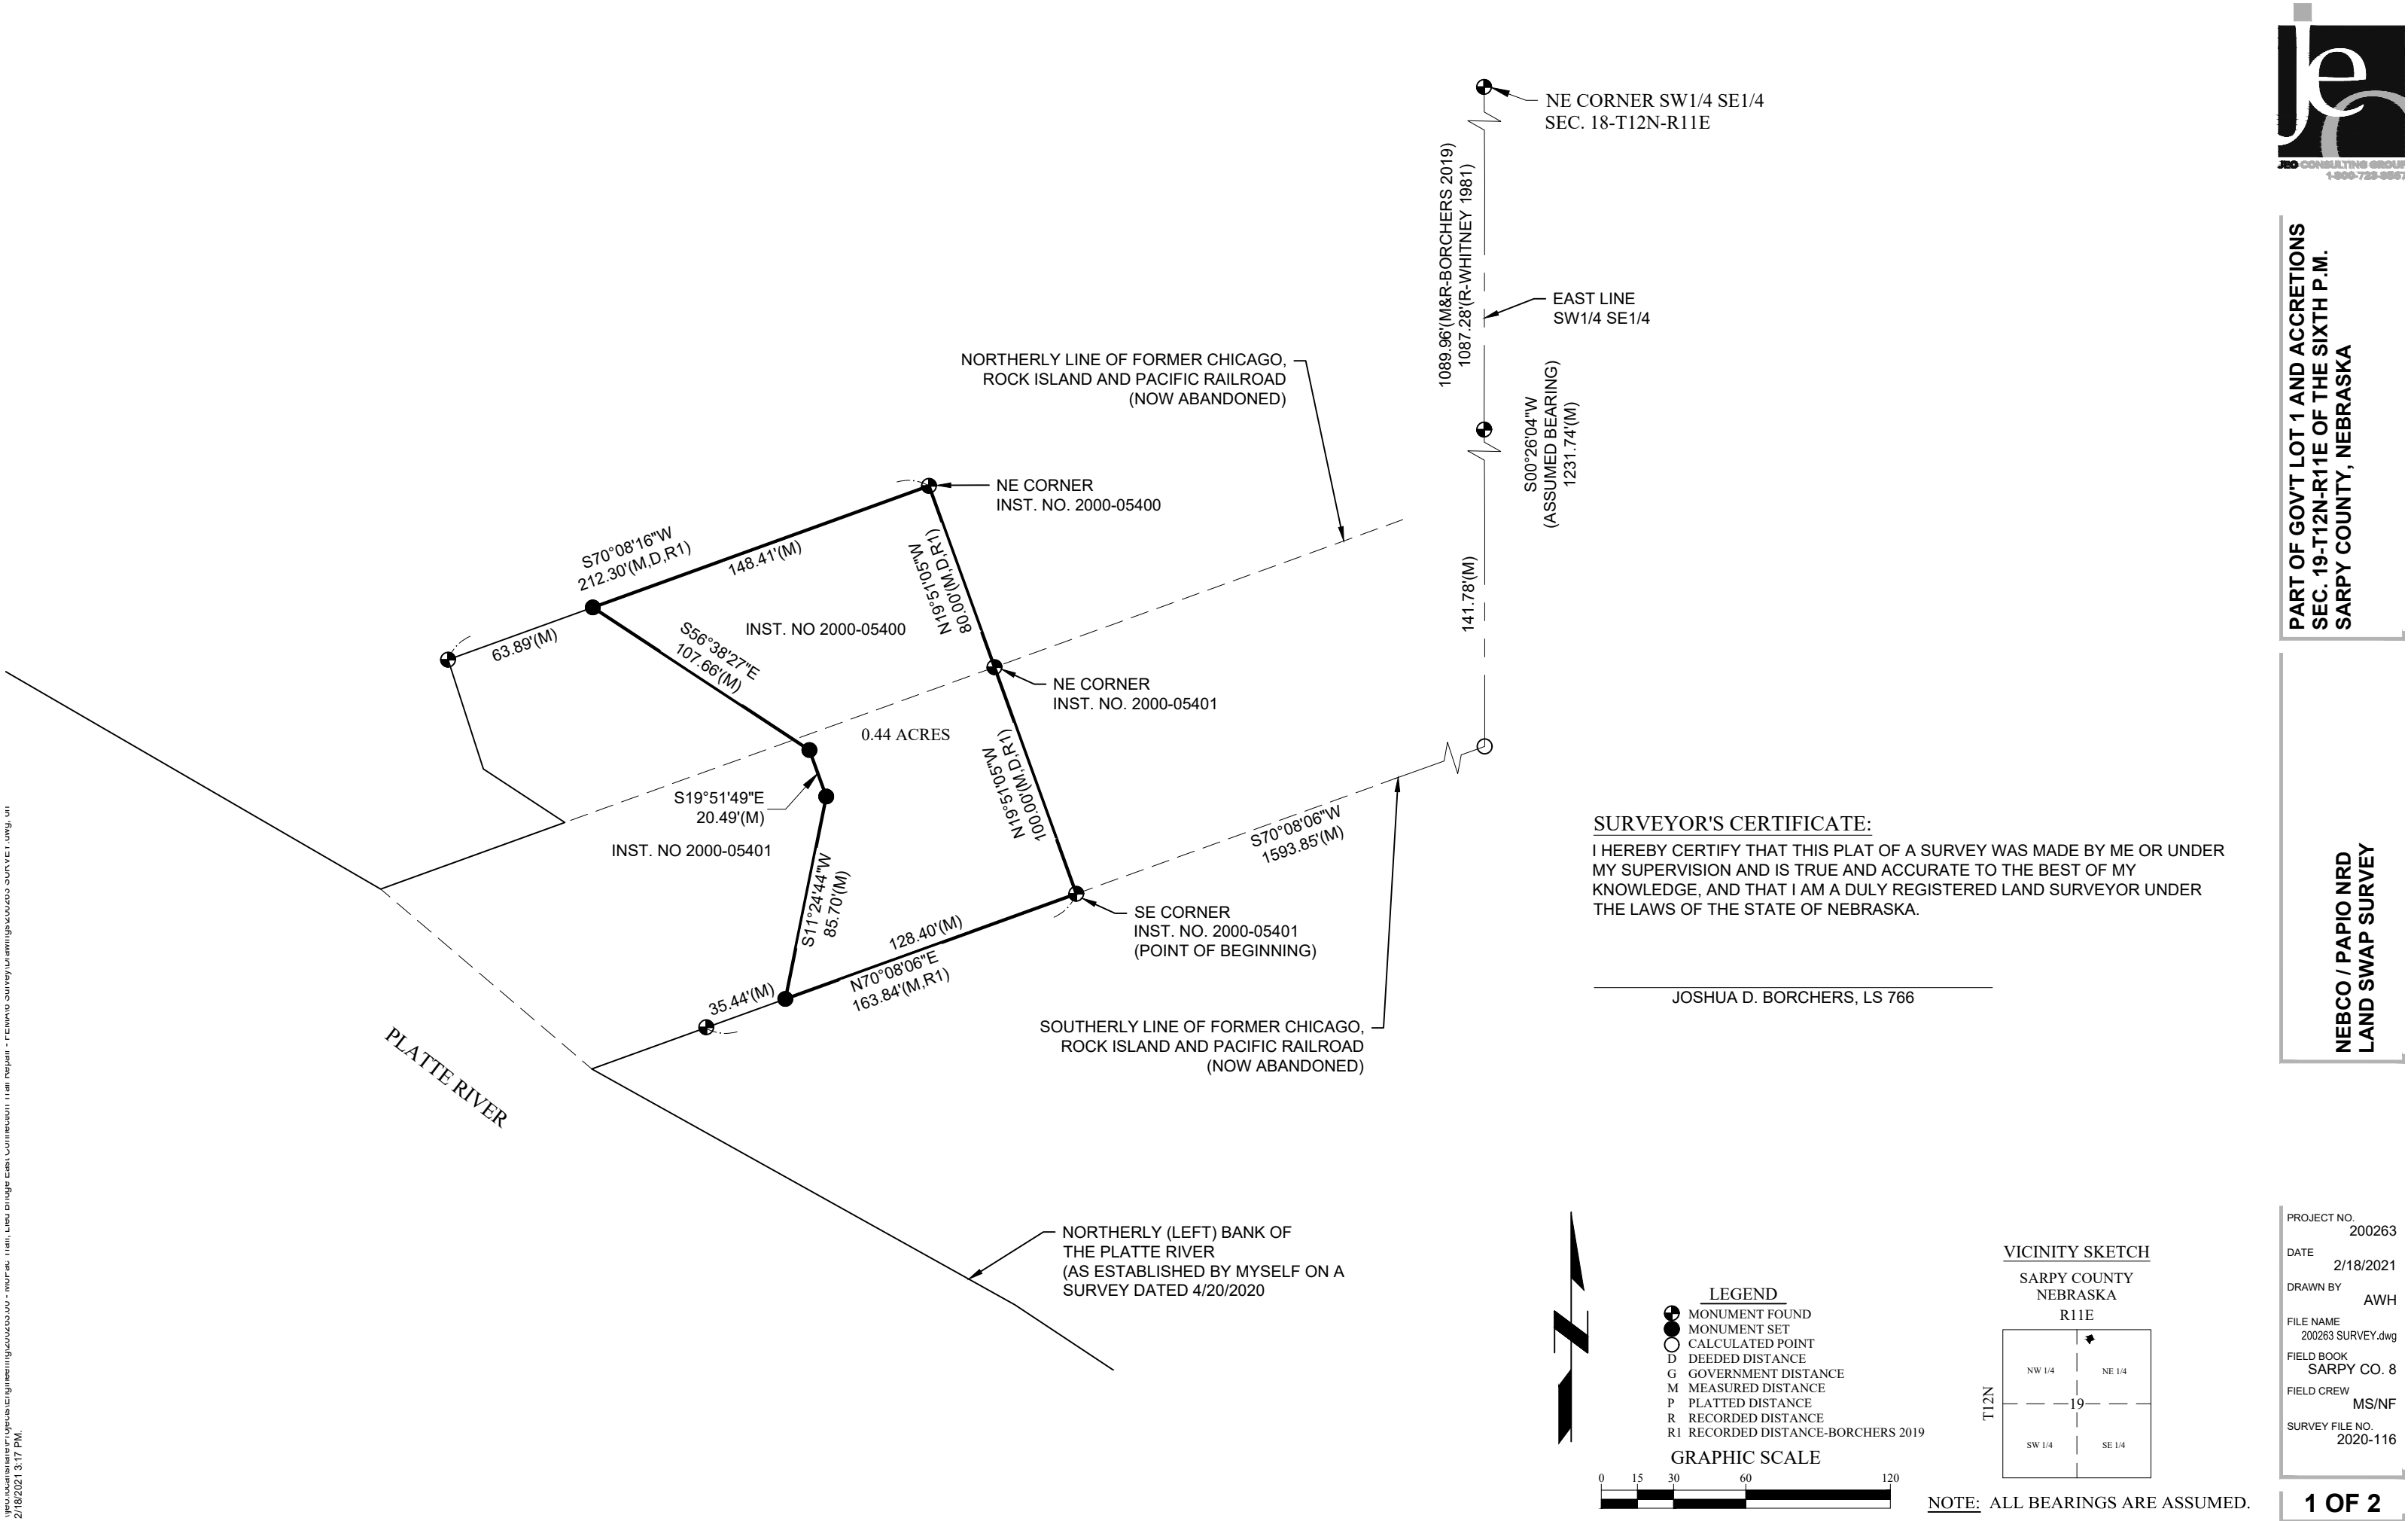 NE CORNER SW1/4 SE1/4
SEC. 18-T12N-R11E
1089.96'(M&R-BORCHERS 2019)
1087.28'(R-WHITNEY 1981)
EAST LINE
SW1/4 SE1/4
S00°26'04"W
(ASSUMED BEARING)
1231.74'(M)
141.78'(M)
NORTHERLY LINE OF FORMER CHICAGO,
ROCK ISLAND AND PACIFIC RAILROAD
(NOW ABANDONED)
NE CORNER
INST. NO. 2000-05400
S70°08'16"W
212.30'(M,D,R1)
148.41'(M)
N19°51'05"W
80.00'(M,D,R1)
63.89'(M)
INST. NO 2000-05400
S56°38'27"E
107.66'(M)
NE CORNER
INST. NO. 2000-05401
0.44 ACRES
N19°51'05"W
100.00'(M,D,R1)
S19°51'49"E
20.49'(M)
INST. NO 2000-05401
S11°24'44"W
85.70'(M)
S70°08'06"W
1593.85'(M)
SE CORNER
INST. NO. 2000-05401
(POINT OF BEGINNING)
128.40'(M)
N70°08'06"E
163.84'(M,R1)
35.44'(M)
SOUTHERLY LINE OF FORMER CHICAGO,
ROCK ISLAND AND PACIFIC RAILROAD
(NOW ABANDONED)
PLATTE RIVER
NORTHERLY (LEFT) BANK OF
THE PLATTE RIVER
(AS ESTABLISHED BY MYSELF ON A
SURVEY DATED 4/20/2020
SURVEYOR'S CERTIFICATE:
I HEREBY CERTIFY THAT THIS PLAT OF A SURVEY WAS MADE BY ME OR UNDER
MY SUPERVISION AND IS TRUE AND ACCURATE TO THE BEST OF MY
KNOWLEDGE, AND THAT I AM A DULY REGISTERED LAND SURVEYOR UNDER
THE LAWS OF THE STATE OF NEBRASKA.
JOSHUA D. BORCHERS, LS 766
N
LEGEND
MONUMENT FOUND
MONUMENT SET
CALCULATED POINT
D DEEDED DISTANCE
G GOVERNMENT DISTANCE
M MEASURED DISTANCE
P PLATTED DISTANCE
R RECORDED DISTANCE
R1 RECORDED DISTANCE-BORCHERS 2019
GRAPHIC SCALE
0 15 30 60 120
VICINITY SKETCH
SARPY COUNTY
NEBRASKA
R11E
T12N
NW 1/4 NE 1/4
19
SW 1/4 SE 1/4
NOTE: ALL BEARINGS ARE ASSUMED.
jeo
JEO CONSULTING GROUP
PART OF GOV'T LOT 1 AND ACCRETIONS
SEC. 19-T12N-R11E OF THE SIXTH P.M.
SARPY COUNTY, NEBRASKA
NEBCO / PAPIO NRD
LAND SWAP SURVEY
PROJECT NO.
200263
DATE
2/18/2021
DRAWN BY
AWH
FILE NAME
200263 SURVEY.dwg
FIELD BOOK
SARPY CO. 8
FIELD CREW
MS/NF
SURVEY FILE NO.
2020-116
1 OF 2
2/18/2021 3:17 PM.